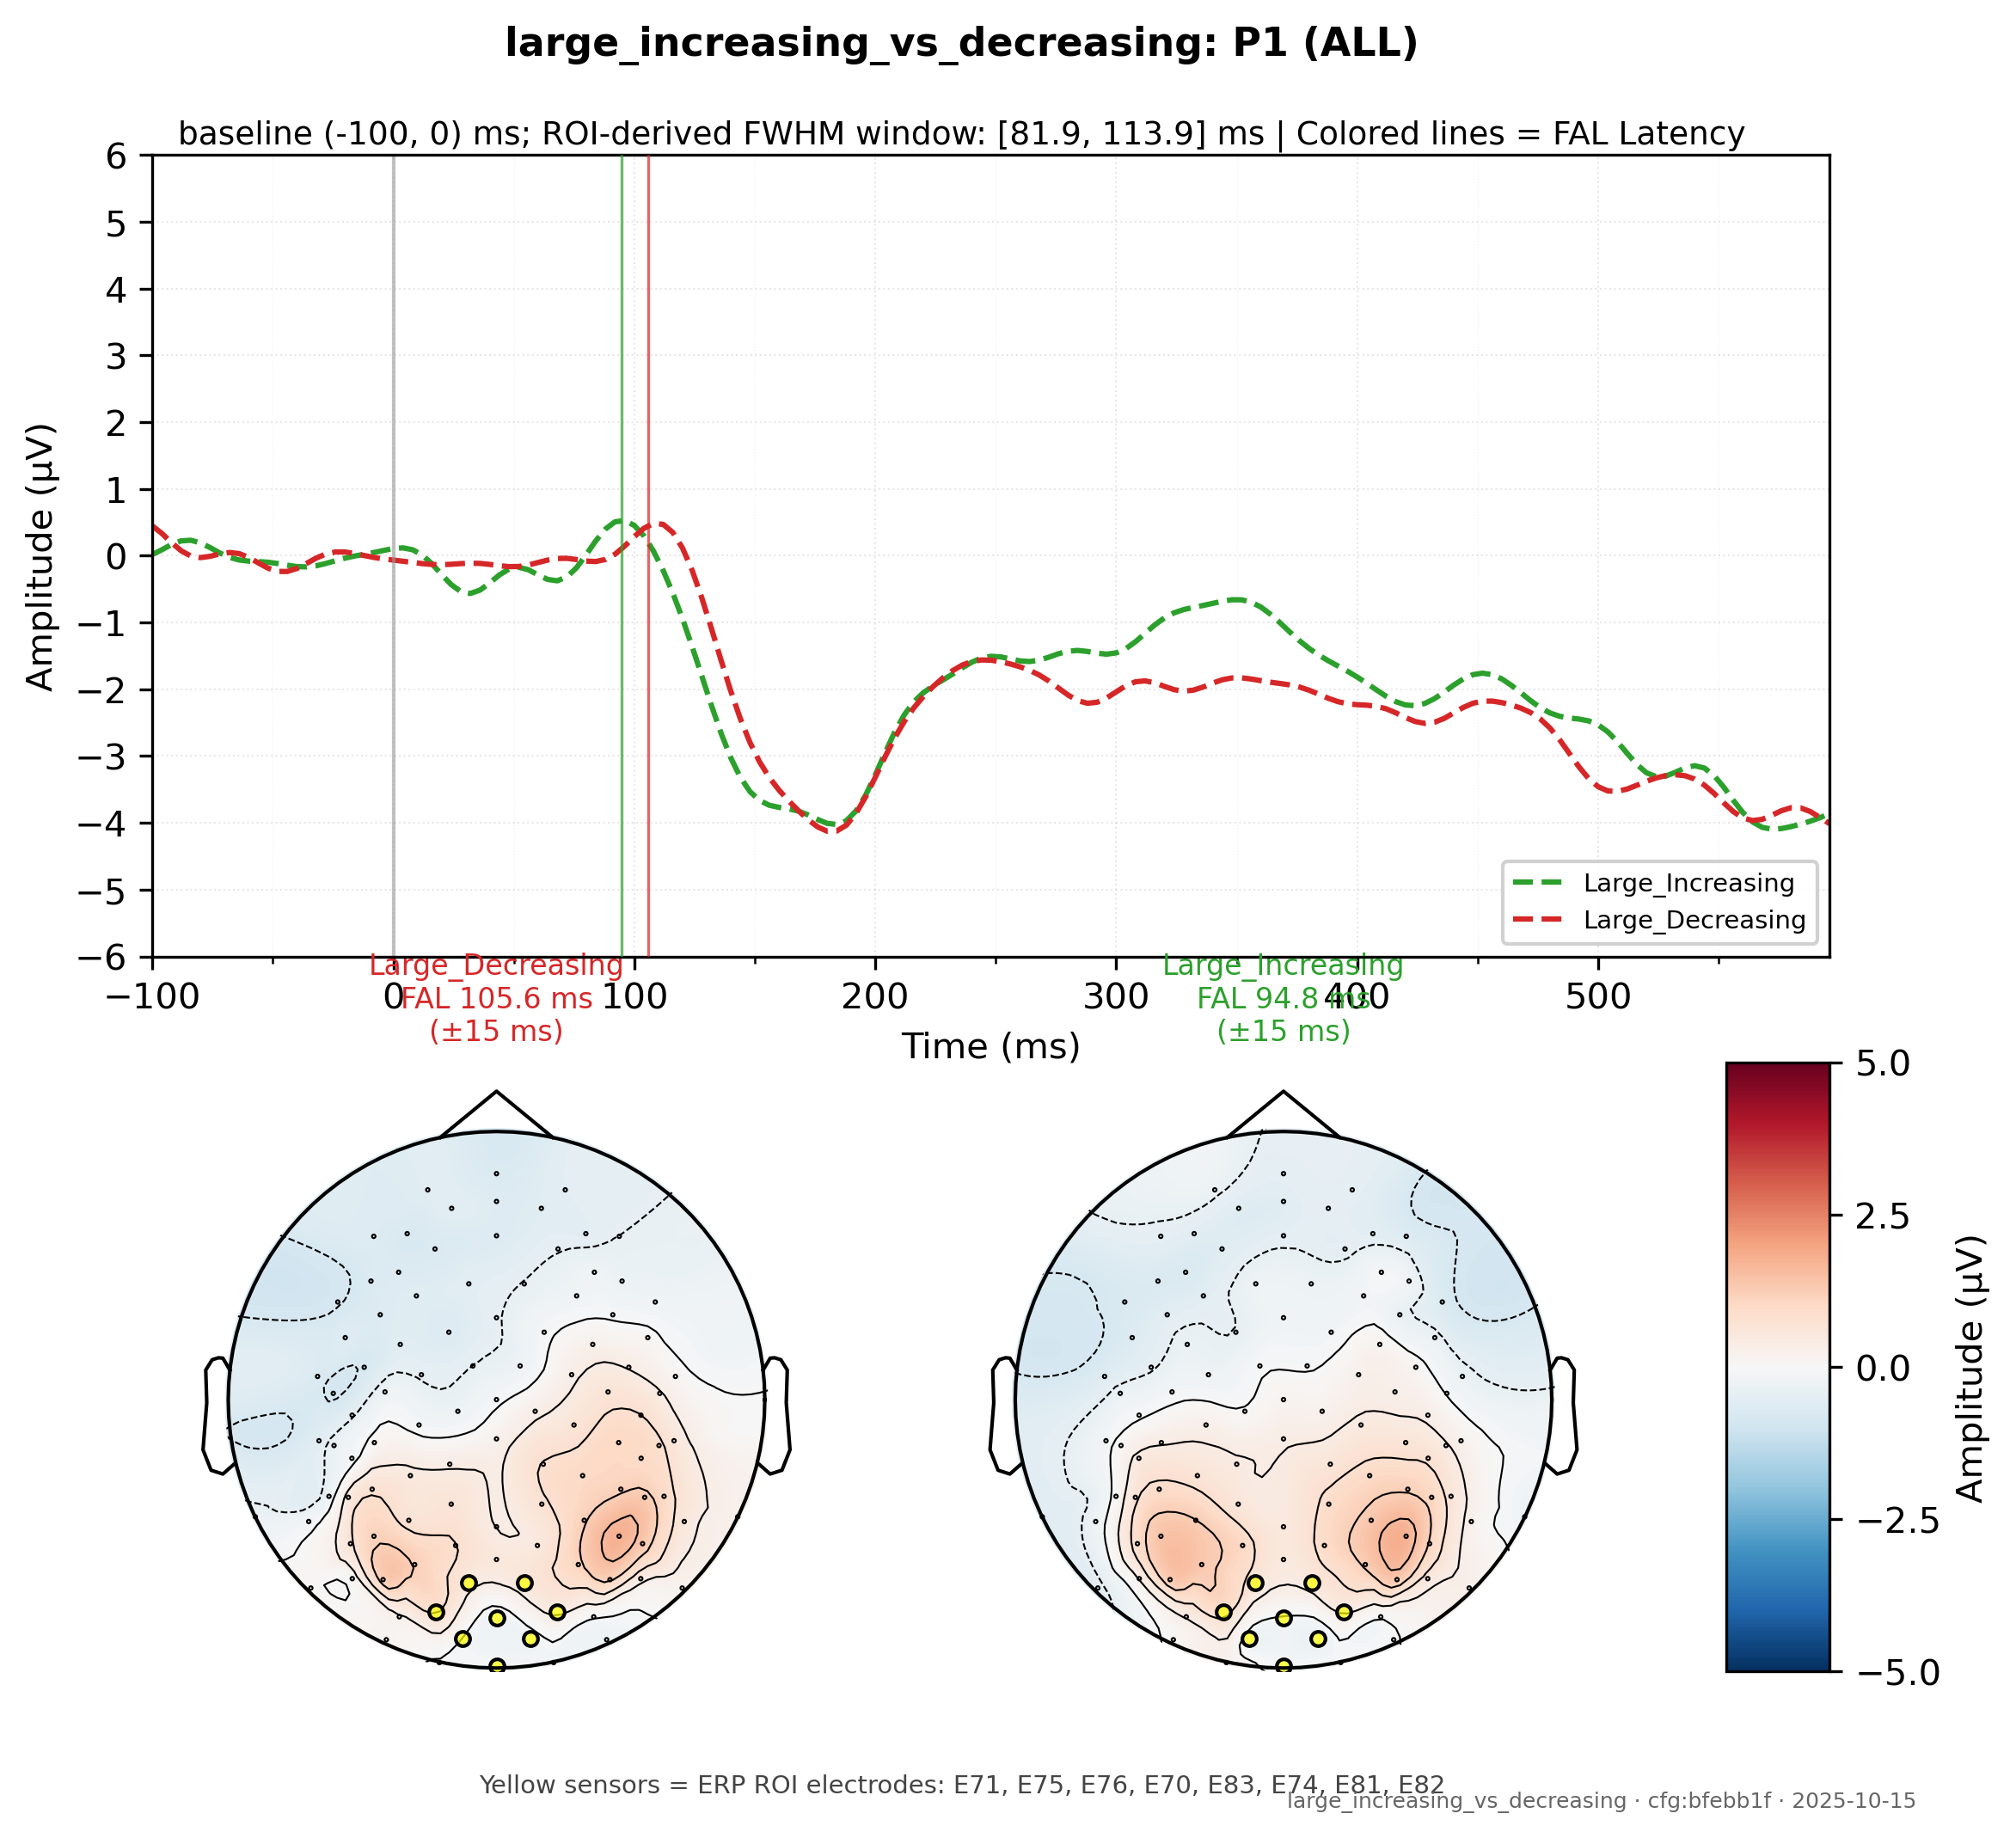 large_increasing_vs_decreasing: P1 (ALL)
baseline (-100, 0) ms; ROI-derived FWHM window: [81.9, 113.9] ms | Colored lines = FAL Latency
Amplitude (μV)
6
5
4
3
2
1
0
−1
−2
−3
−4
−5
−6
Large_Increasing
Large_Decreasing
−100
0
100
200
300
400
500
Time (ms)
Large_Decreasing
FAL 105.6 ms
(±15 ms)
Large_Increasing
FAL 94.8 ms
(±15 ms)
5.0
2.5
0.0
−2.5
−5.0
Amplitude (μV)
Yellow sensors = ERP ROI electrodes: E71, E75, E76, E70, E83, E74, E81, E82
large_increasing_vs_decreasing · cfg:bfebb1f · 2025-10-15